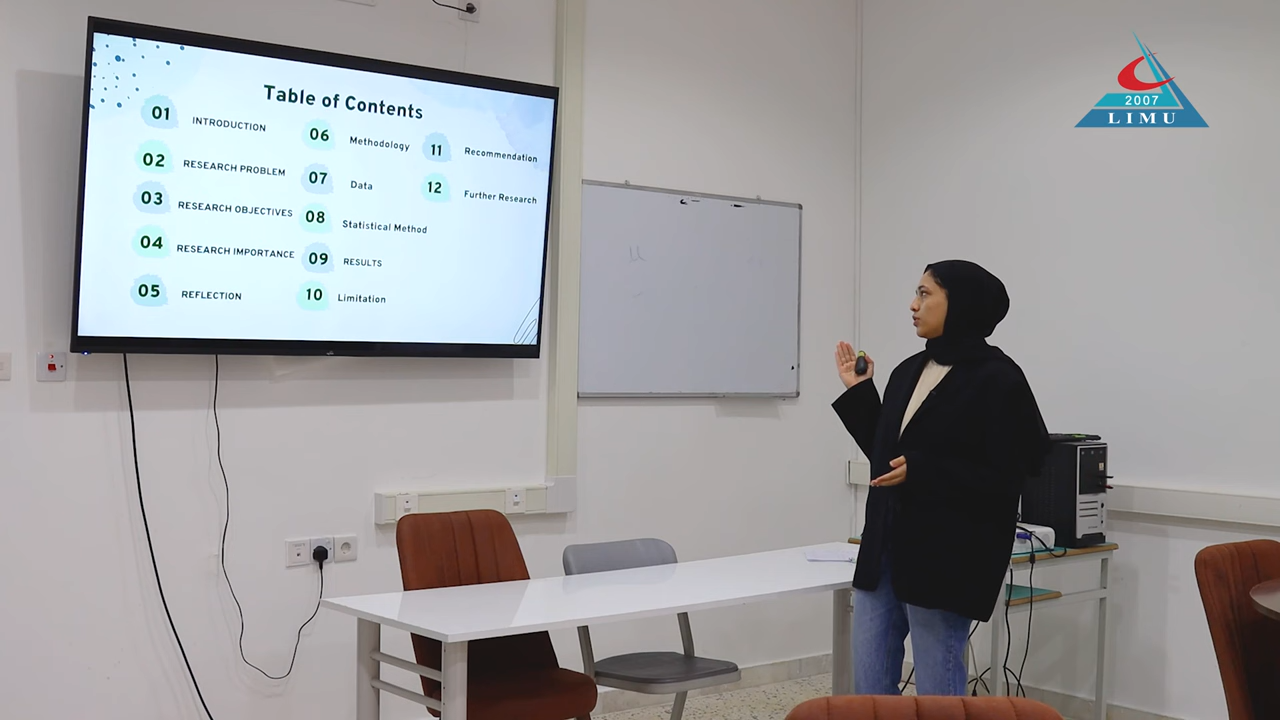 Table of Contents
01 INTRODUCTION
02 RESEARCH PROBLEM
03 RESEARCH OBJECTIVES
04 RESEARCH IMPORTANCE
05 REFLECTION
06 Methodology
07 Data
08 Statistical Method
09 RESULTS
10 Limitation
11 Recommendation
12 Further Research
2007
LIMU